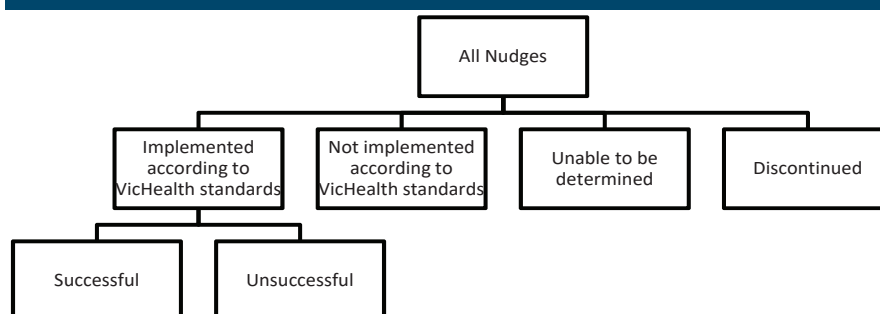 All Nudges
Implemented
according to
VicHealth standards
Not implemented
according to
VicHealth standards
Unable to be
determined
Discontinued
Successful
Unsuccessful